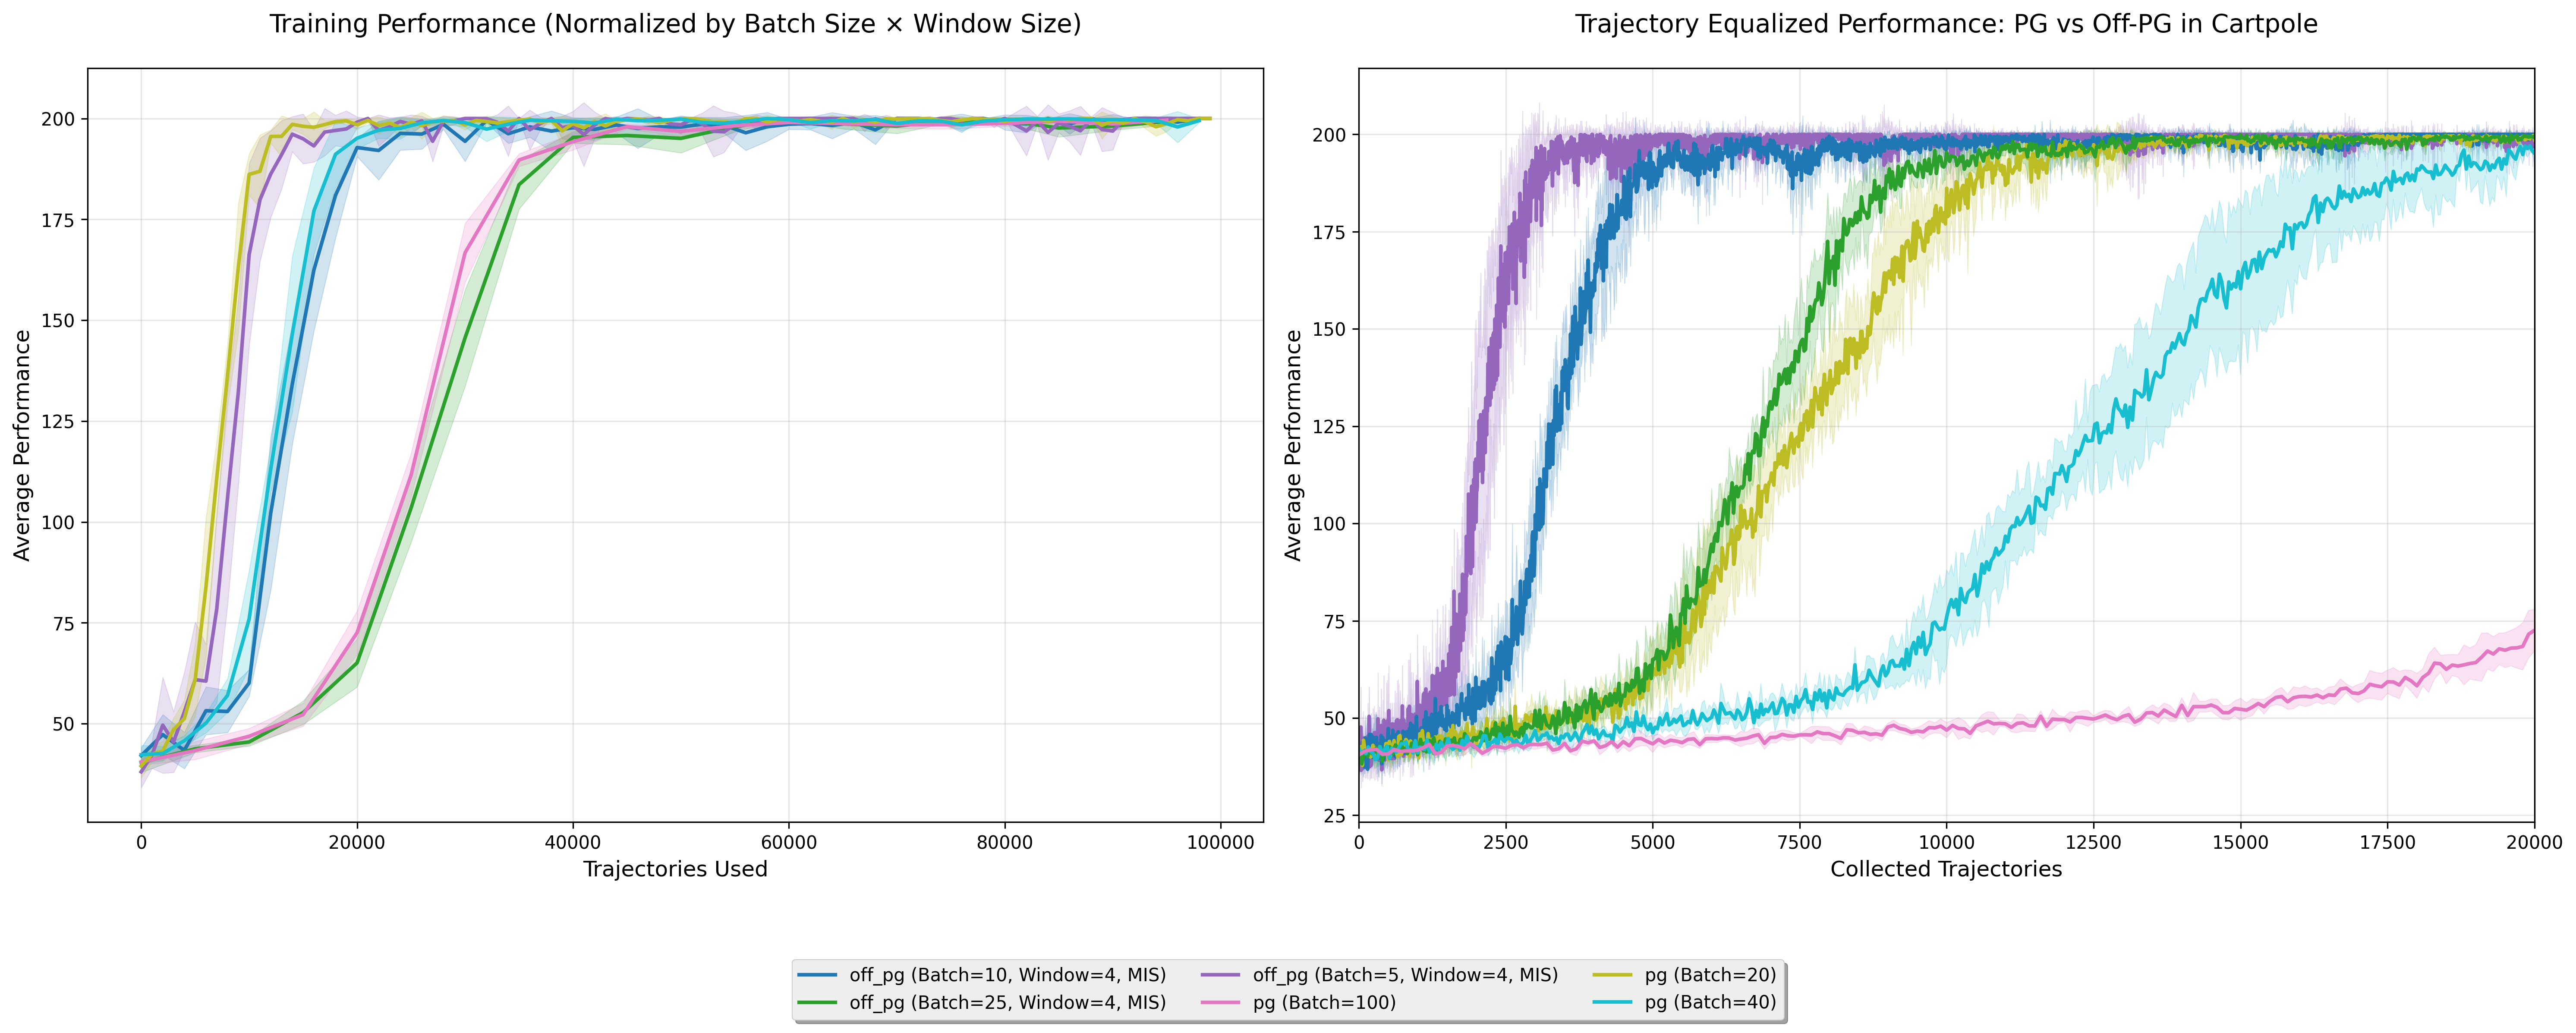 Training Performance (Normalized by Batch Size × Window Size)
Average Performance
200
175
150
125
100
75
50
0
20000
40000
60000
80000
100000
Trajectories Used
Trajectory Equalized Performance: PG vs Off-PG in Cartpole
Average Performance
200
175
150
125
100
75
50
25
0
2500
5000
7500
10000
12500
15000
17500
20000
Collected Trajectories
off_pg (Batch=10, Window=4, MIS)
off_pg (Batch=25, Window=4, MIS)
off_pg (Batch=5, Window=4, MIS)
pg (Batch=100)
pg (Batch=20)
pg (Batch=40)